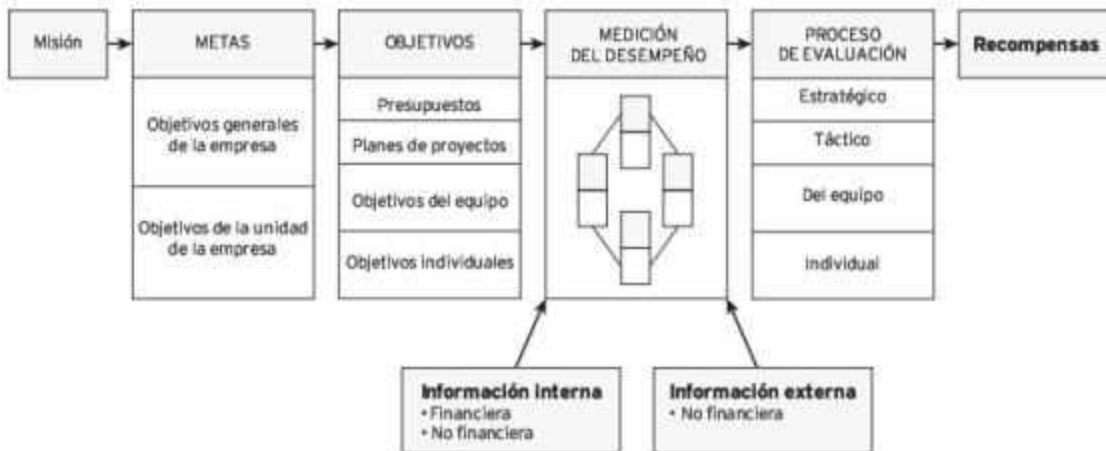 Misión
METAS
Objetivos generales
de la empresa
Objetivos de la unidad
de la empresa
OBJETIVOS
Presupuestos
Planes de proyectos
Objetivos del equipo
Objetivos individuales
MEDICIÓN
DEL DESEMPEÑO
PROCESO
DE EVALUACIÓN
Estratégico
Táctico
Del equipo
Individual
Recompensas
Información interna
• Financiera
• No financiera
Información externa
• No financiera